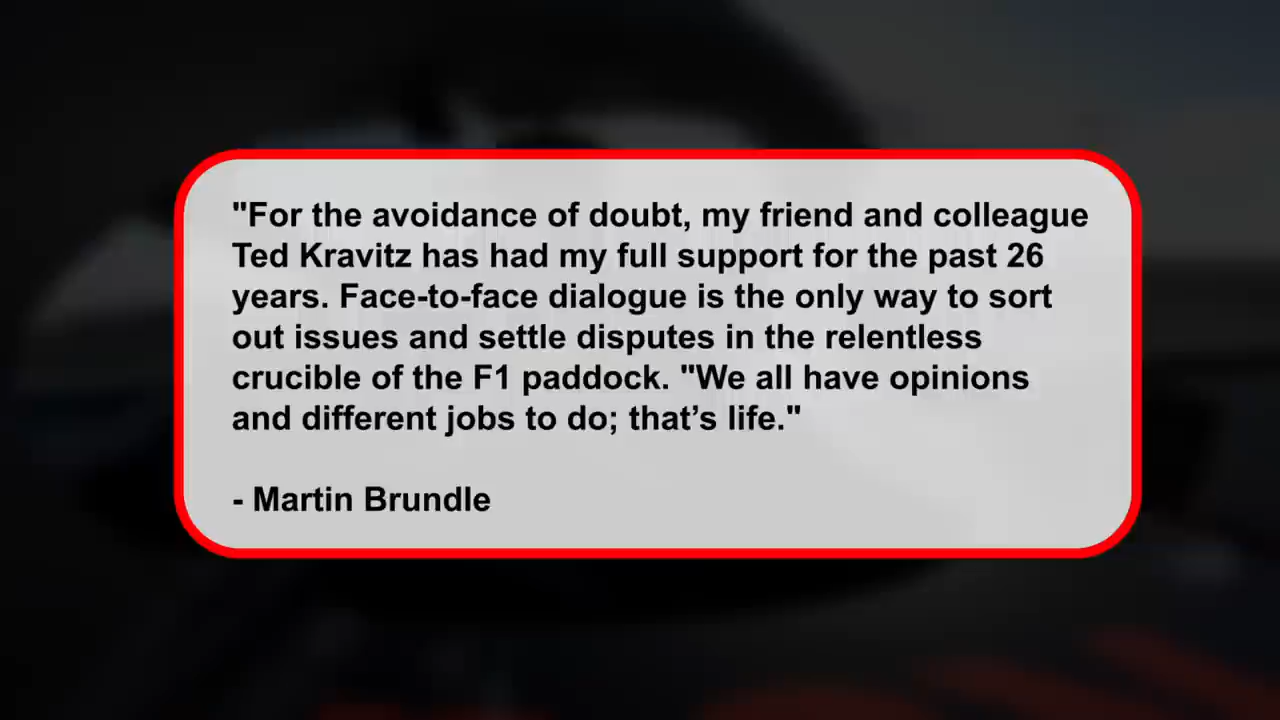 "For the avoidance of doubt, my friend and colleague
Ted Kravitz has had my full support for the past 26
years. Face-to-face dialogue is the only way to sort
out issues and settle disputes in the relentless
crucible of the F1 paddock. "We all have opinions
and different jobs to do; that’s life."
- Martin Brundle